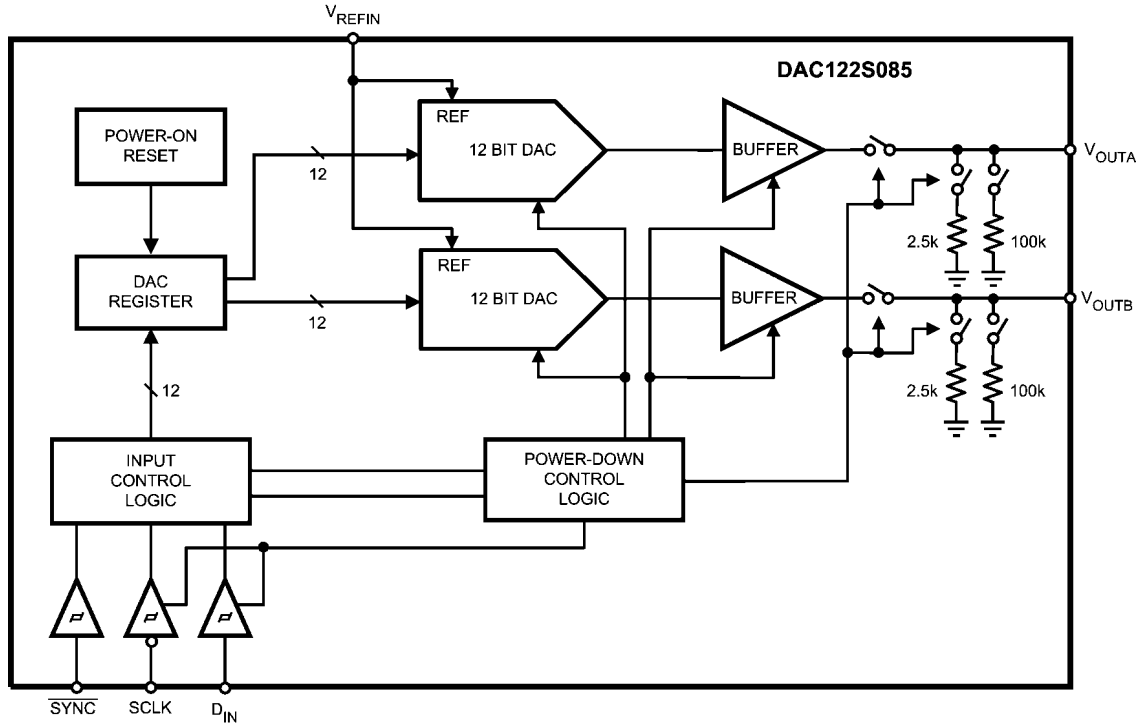 VREFIN
DAC122S085
POWER-ON
RESET
REF
12 BIT DAC
BUFFER
VOUTA
12
2.5k
100k
DAC
REGISTER
REF
12 BIT DAC
BUFFER
VOUTB
12
2.5k
100k
12
INPUT
CONTROL
LOGIC
POWER-DOWN
CONTROL
LOGIC
SYNC
SCLK
DIN